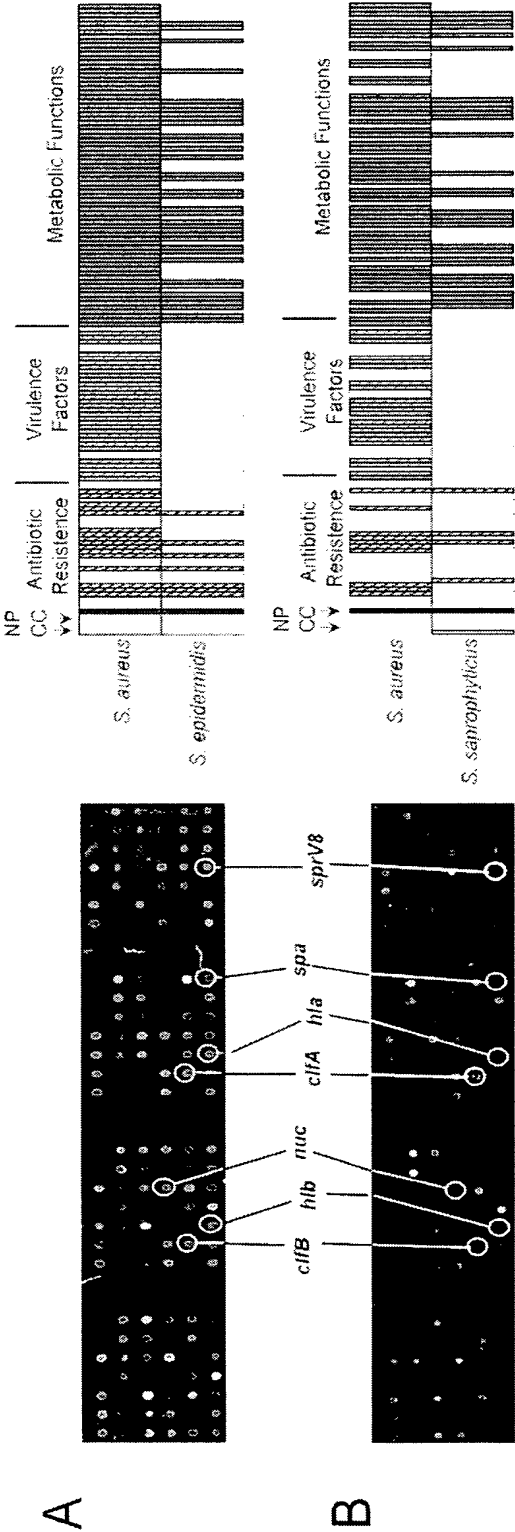 A
NP
CC
Antibiotic
Resistence
Virulence
Factors
Metabolic Functions
S. aureus
S. epidermidis
clfB
hlb
nuc
clfA
hla
spa
sprV8
B
NP
CC
Antibiotic
Resistence
Virulence
Factors
Metabolic Functions
S. aureus
S. saprophyticus